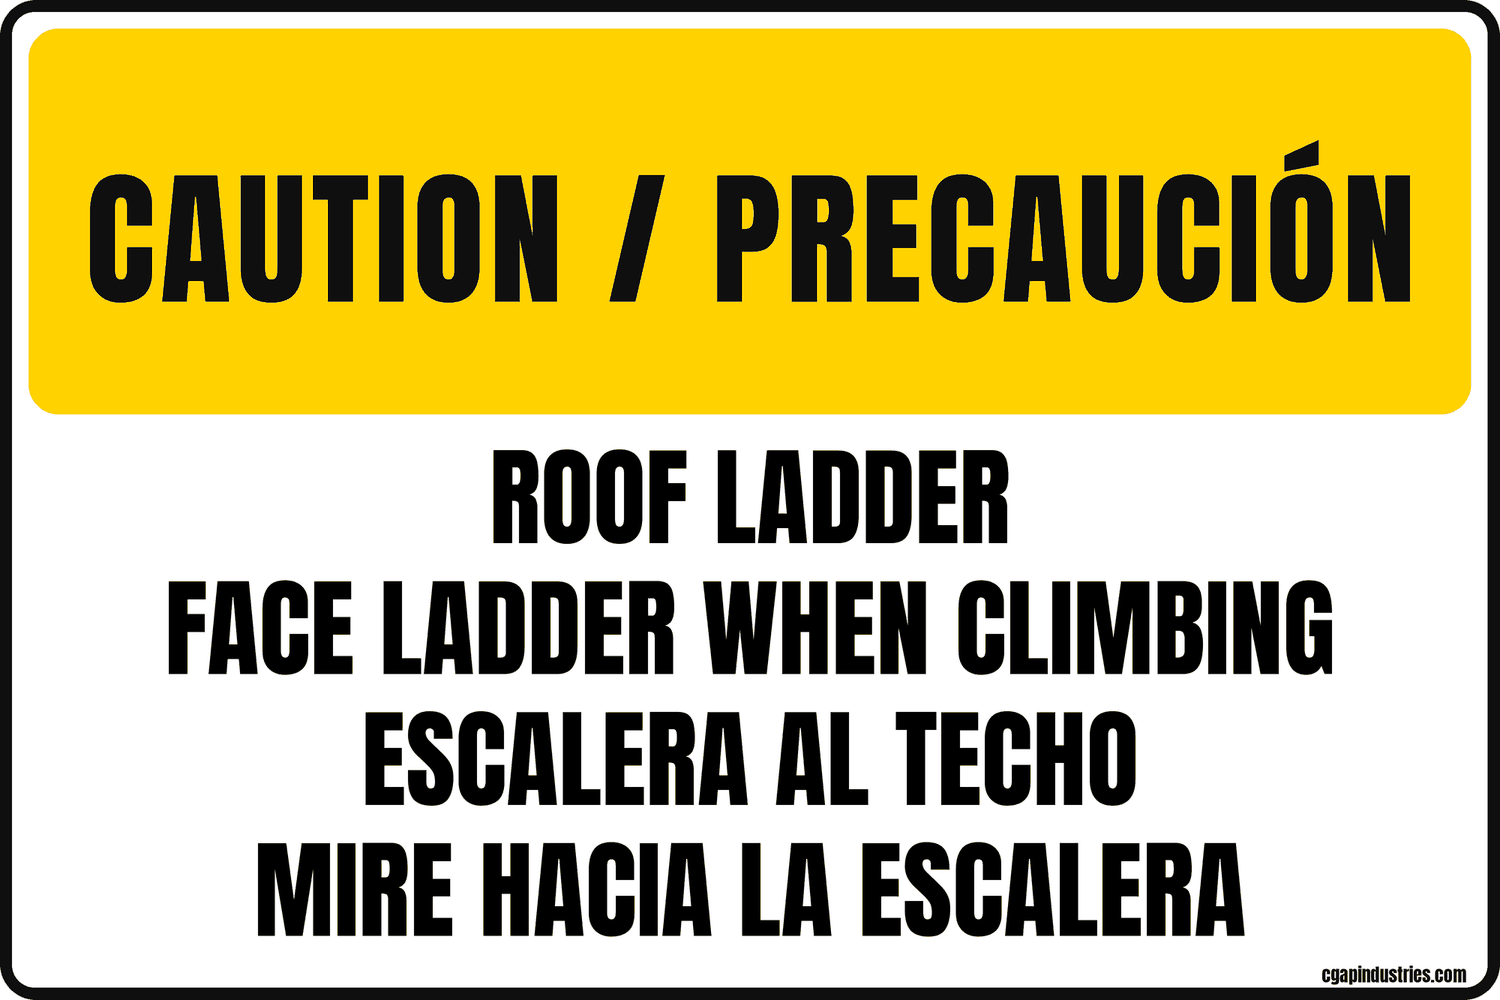 CAUTION / PRECAUCIÓN
ROOF LADDER
FACE LADDER WHEN CLIMBING
ESCALERA AL TECHO
MIRE HACIA LA ESCALERA
cgapindustries.com